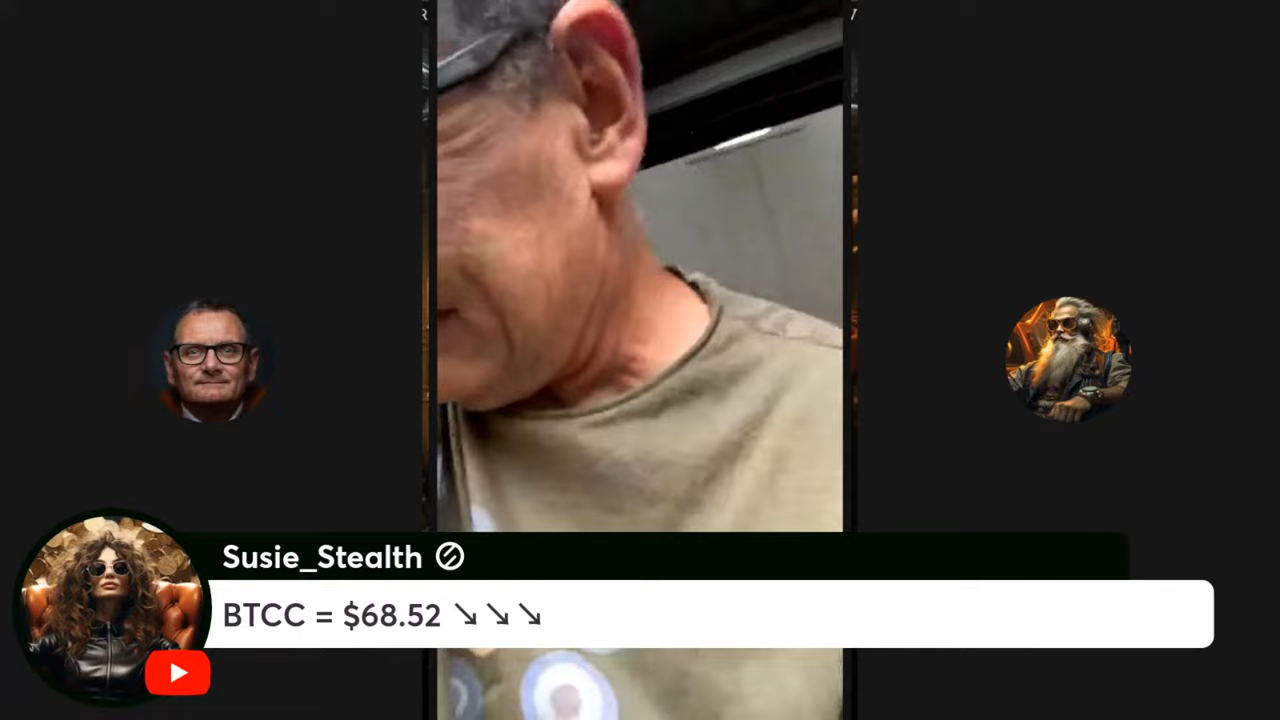 R
Susie_Stealth
BTCC = $68.52 ↘↘↘